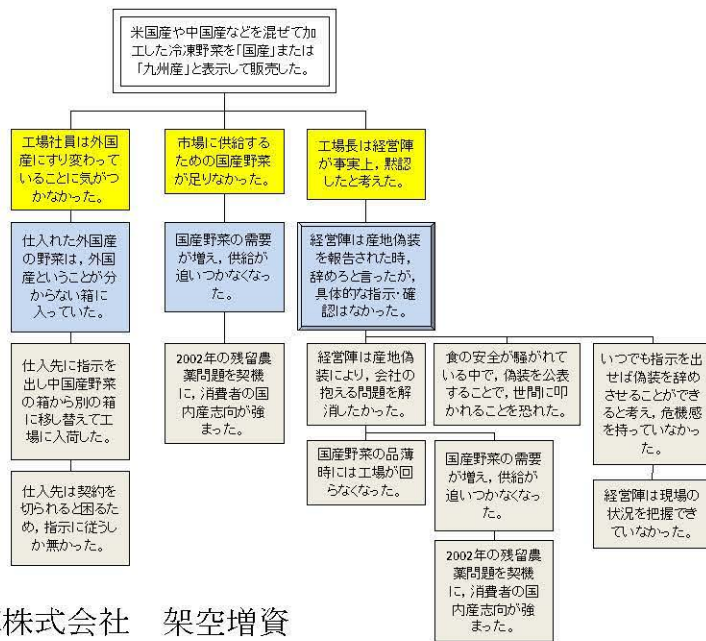 米国産や中国産などを混ぜて加
工した冷凍野菜を「国産」または
「九州産」と表示して販売した。
工場社員は外国
産にすり変わって
いることに気がつ
かなかった。
市場に供給する
ための国産野菜
が足りなかった。
工場長は経営陣
が事実上，黙認
したと考えた。
仕入れた外国産
の野菜は，外国
産ということが分
からない箱に
入っていた。
国産野菜の需要
が増え，供給が
追いつかなくなっ
た。
経営陣は産地偽装
を報告された時，
辞めろと言ったが，
具体的な指示・確
認はなかった。
仕入先に指示を
出し中国産野菜
の箱から別の箱
に移し替えて工
場に入荷した。
2002年の残留農
薬問題を契機
に，消費者の国
内産志向が強
まった。
経営陣は産地偽
装により，会社の
抱える問題を解
消したかった。
食の安全が騒がれて
いる中で，偽装を公表
することで，世間に叩
かれることを恐れた。
いつでも指示を出
せば偽装を辞め
させることができ
ると考え，危機感
を持っていなかっ
た。
仕入先は契約を
切られると困るた
め，指示に従うし
か無かった。
国産野菜の品薄
時には工場が回
らなくなった。
国産野菜の需要
が増え，供給が
追いつかなくなっ
た。
経営陣は現場の
状況を把握でき
ていなかった。
2002年の残留農
薬問題を契機
に，消費者の国
内産志向が強
まった。
株式会社　架空増資